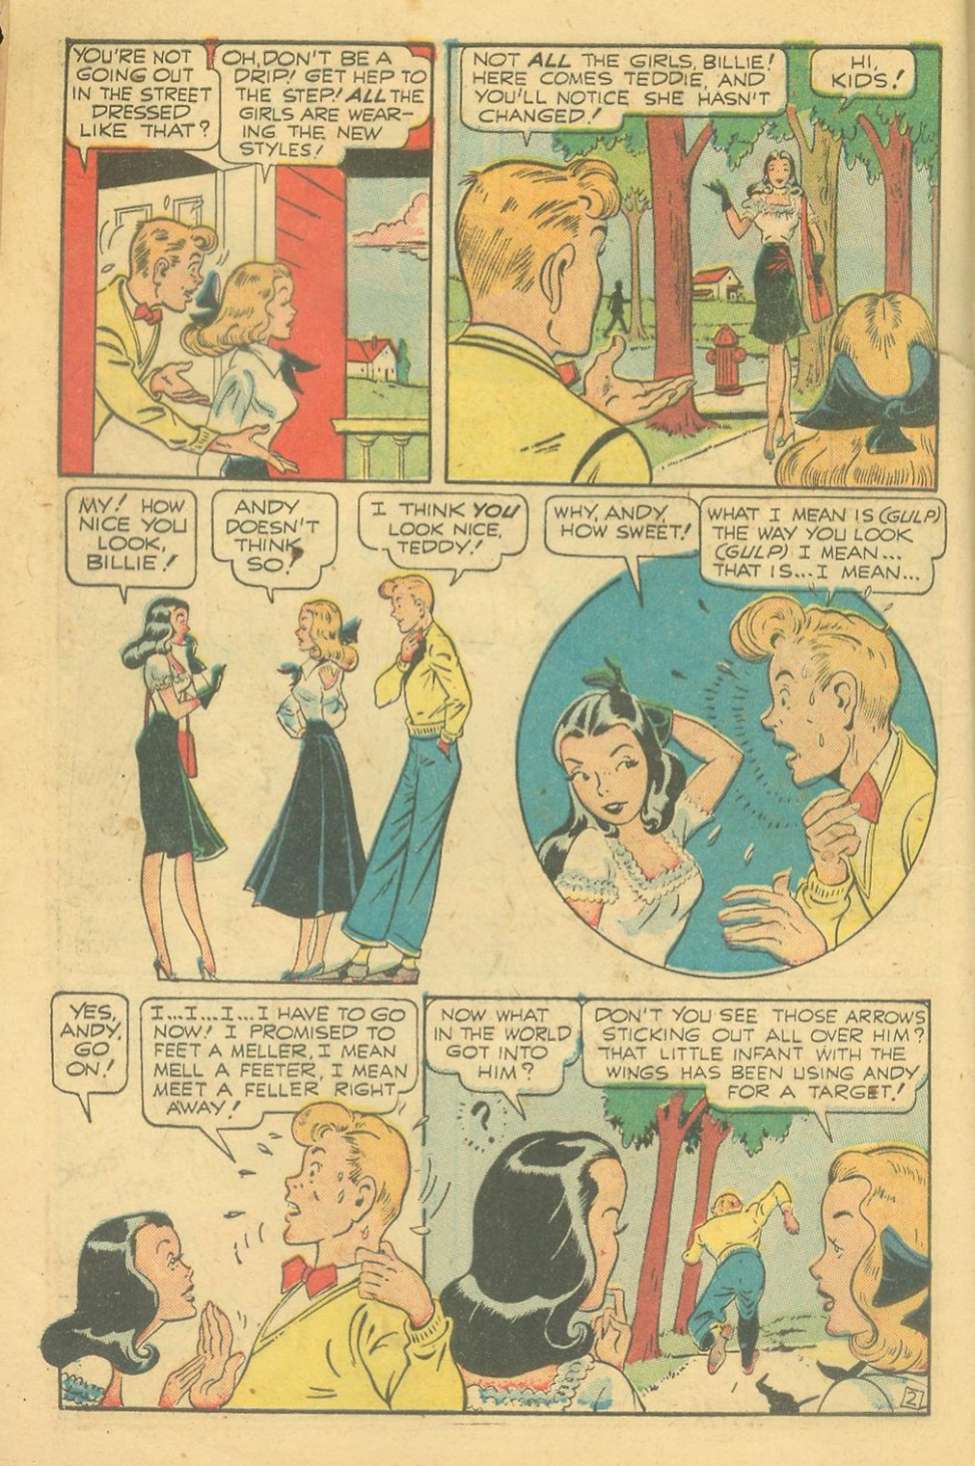 YOU'RE NOT
GOING OUT
IN THE STREET
DRESSED
LIKE THAT?
OH, DON'T BE A
DRIP! GET HEP TO
THE STEP! ALL THE
GIRLS ARE WEAR-
ING THE NEW
STYLES!
NOT ALL THE GIRLS, BILLIE!
HERE COMES TEDDIE, AND
YOU'LL NOTICE SHE HASN'T
CHANGED!
HI,
KIDS!
MY! HOW
NICE YOU
LOOK,
BILLIE!
ANDY
DOESN'T
THINK
SO!
I THINK YOU
LOOK NICE,
TEDDY!
WHY, ANDY,
HOW SWEET!
WHAT I MEAN IS (GULP)
THE WAY YOU LOOK
(GULP) I MEAN...
THAT IS... I MEAN...
YES,
ANDY,
GO
ON!
I...I...I...I HAVE TO GO
NOW! I PROMISED TO
FEET A MELLER, I MEAN
MELL A FEETER, I MEAN
MEET A FELLER RIGHT
AWAY!
NOW WHAT
IN THE WORLD
GOT INTO
HIM?
?
DON'T YOU SEE THOSE ARROWS
STICKING OUT ALL OVER HIM?
THAT LITTLE INFANT WITH THE
WINGS HAS BEEN USING ANDY
FOR A TARGET!
2